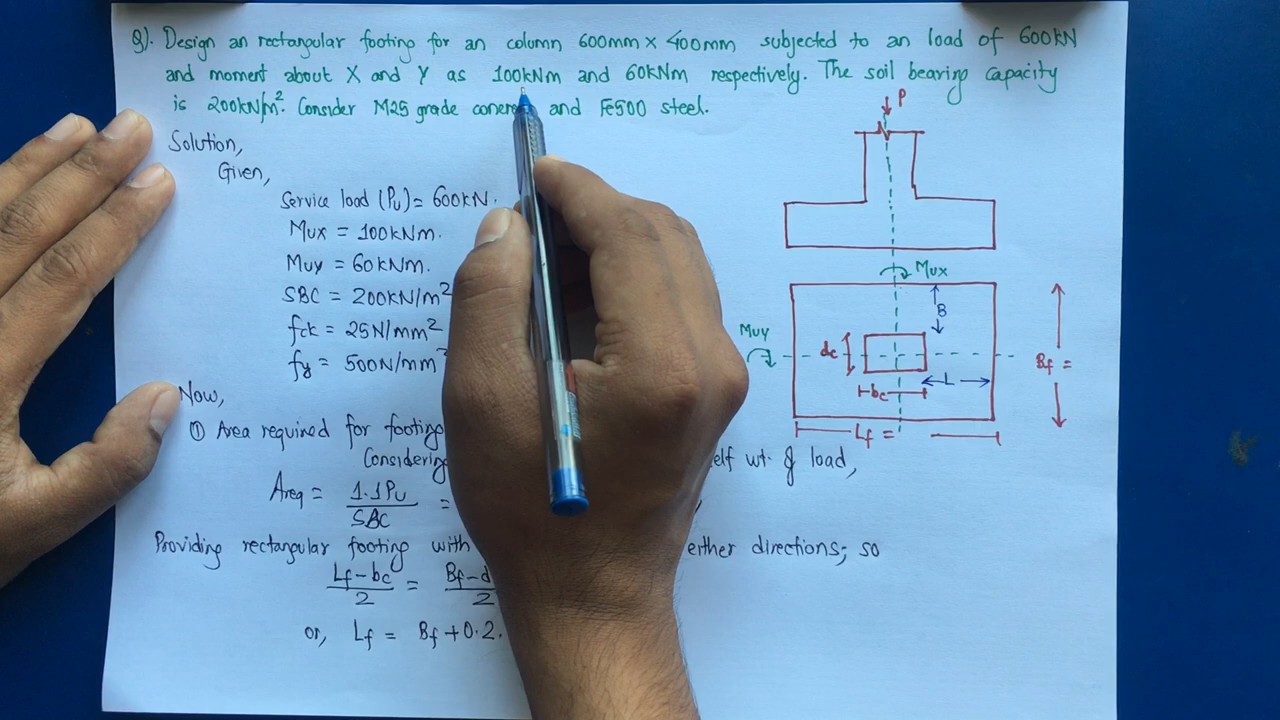 Q). Design an rectangular footing for an column 600mm x 400mm subjected to an load of 600kN
and moment about X and Y as 100kNm and 60kNm respectively. The soil bearing capacity
is 200kN/m². Consider M25 grade and Fe500 steel.
Solution,
Given,
Service load (Pu) = 600kN.
Mux = 100kNm.
Muy = 60kNm.
SBC = 200kN/m²
fck = 25N/mm²
fy = 500N/mm²
Now,
① Area required for footing
Considering wt. of load,
Areq = 1.1Pu / SBC =
Providing rectangular footing with either directions; so
Lf-bc / 2 = Bf-d / 2
or, Lf = Bf+0.2.
P
Mux
B
Muy
dc
L
bc
Bf =
Lf =